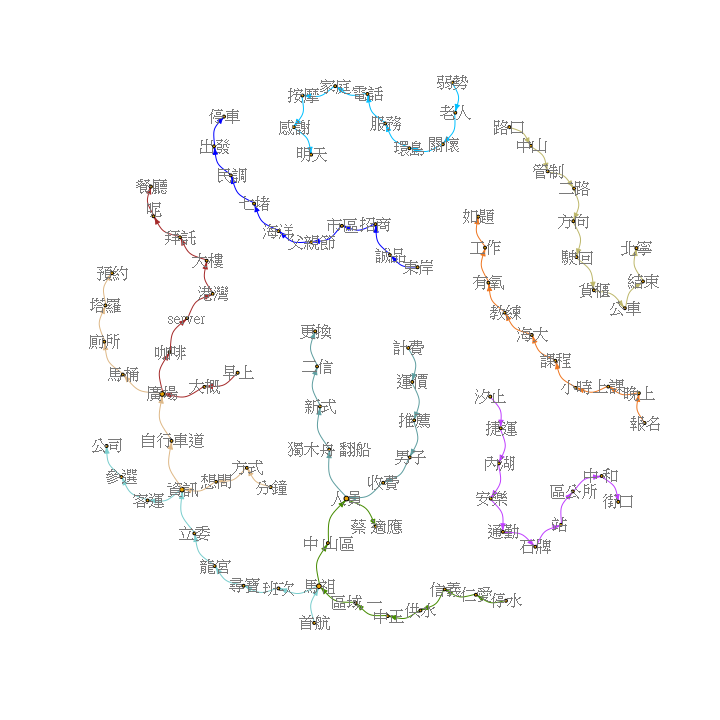 弱勢
家庭
電話
按摩
老人
停車
服務
感謝
路口
中山
出發
關懷
環島
明天
管制
民調
二路
餐廳
七堵
呢
如題
方向
招商
市區
海洋
拜託
父親節
工作
北寧
誠品
駛回
大樓
東岸
預約
有氧
結束
貨櫃
港灣
塔羅
公車
教練
server
更換
海大
廁所
計費
咖啡
課程
二信
早上
馬桶
運價
大概
小時
上課
晚上
廣場
汐止
新式
推薦
報名
捷運
自行車道
公司
獨木舟
翻船
男子
內湖
方式
參選
想問
收費
中和
分鐘
資訊
區公所
客運
人員
安樂
街口
蔡
適應
站
立委
通勤
中山區
石牌
龍宮
尋寶
班次
馬祖
信義
仁愛
停水
區域
一
供水
中正
首航